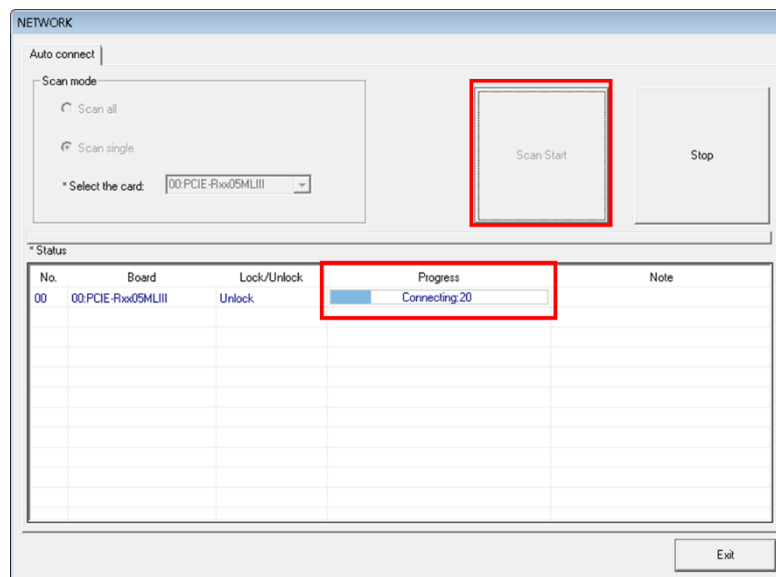 NETWORK
Auto connect
Scan mode
Scan all
Scan single
* Select the card: 00:PCIE-Rxx05MLIII
Scan Start
Stop
* Status
No. Board Lock/Unlock Progress Note
00 00:PCIE-Rxx05MLIII Unlock Connecting:20
Exit